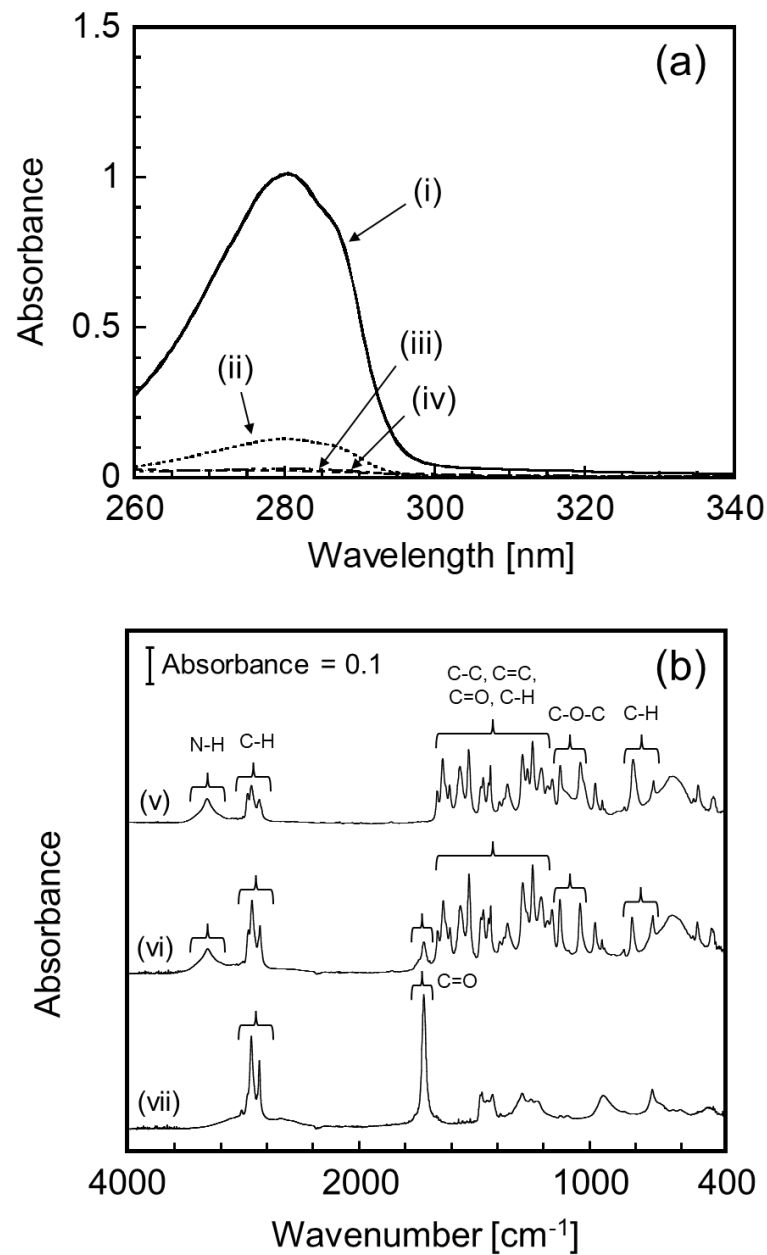 1.5
(a)
1
(i)
Absorbance
0.5
(iii)
(ii)
(iv)
0
260 280 300 320 340
Wavelength [nm]
Absorbance = 0.1
(b)
C-C, C=C,
C=O, C-H
C-O-C
C-H
N-H
C-H
(v)
(vi)
Absorbance
C=O
(vii)
4000 2000 1000 400
Wavenumber [cm-1]